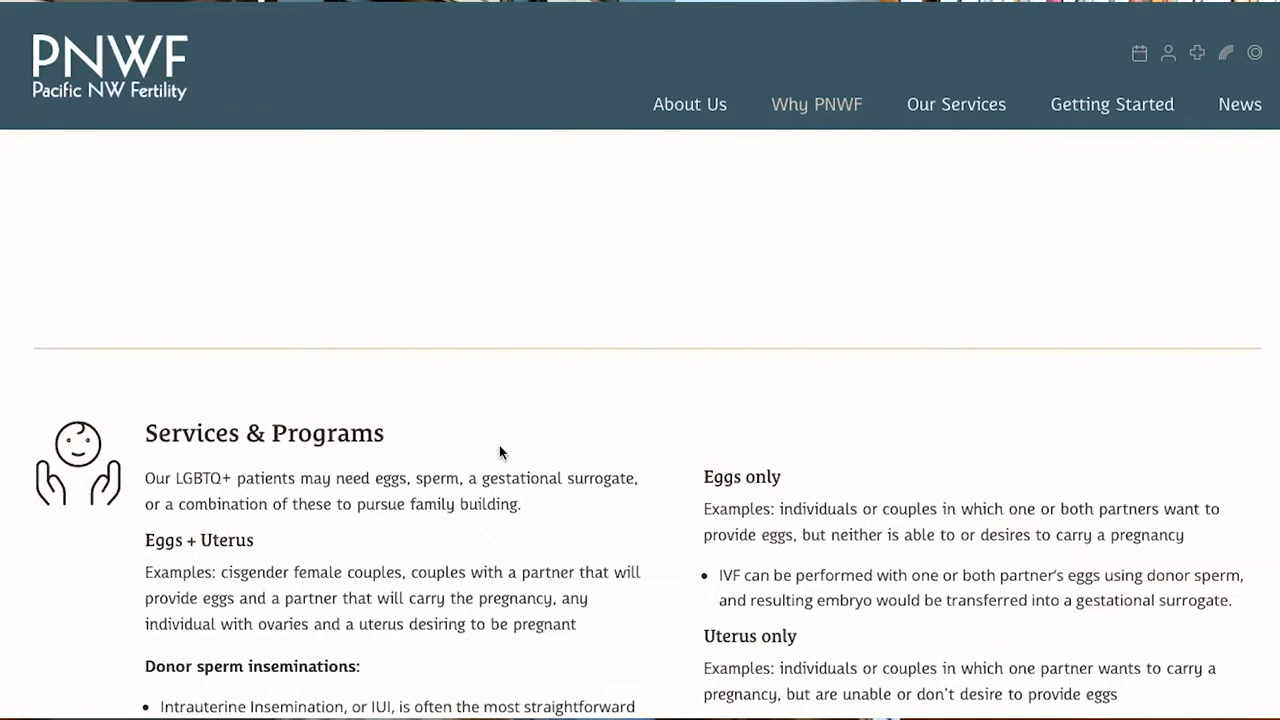 PNWF
Pacific NW Fertility
About Us
Why PNWF
Our Services
Getting Started
News
Services & Programs
Our LGBTQ+ patients may need eggs, sperm, a gestational surrogate,
or a combination of these to pursue family building.
Eggs + Uterus
Examples: cisgender female couples, couples with a partner that will
provide eggs and a partner that will carry the pregnancy, any
individual with ovaries and a uterus desiring to be pregnant
Donor sperm inseminations:
• Intrauterine Insemination, or IUI, is often the most straightforward
Eggs only
Examples: individuals or couples in which one or both partners want to
provide eggs, but neither is able to or desires to carry a pregnancy
• IVF can be performed with one or both partner's eggs using donor sperm,
and resulting embryo would be transferred into a gestational surrogate.
Uterus only
Examples: individuals or couples in which one partner wants to carry a
pregnancy, but are unable or don't desire to provide eggs